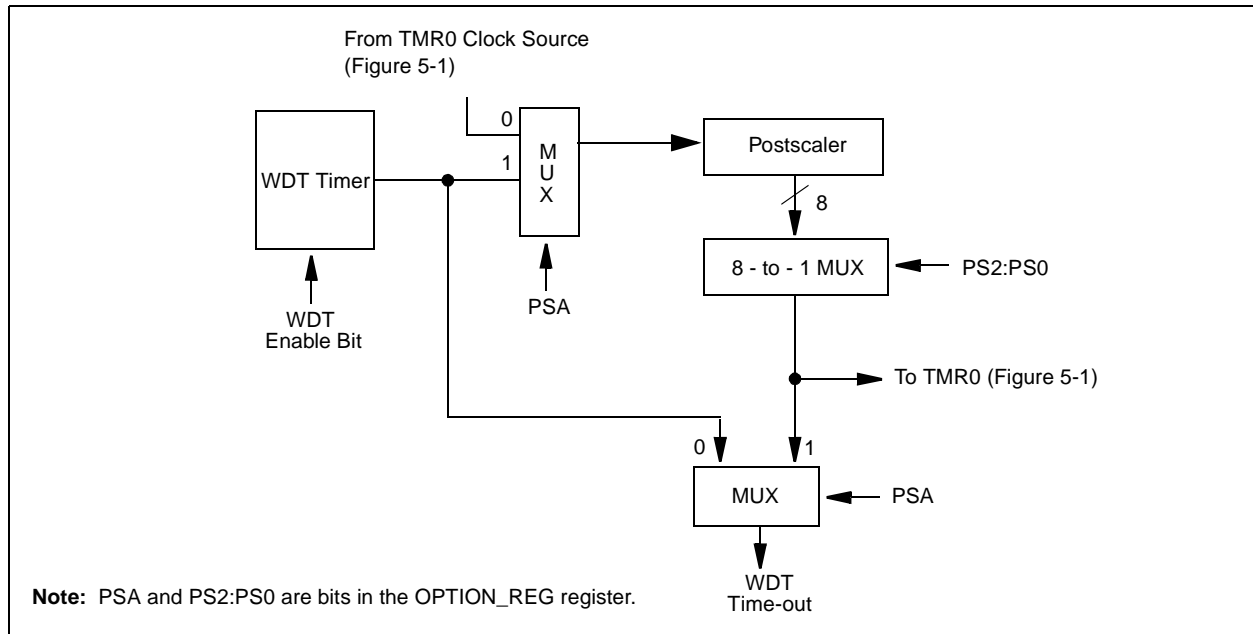 From TMR0 Clock Source
(Figure 5-1)
0
1
M
U
X
WDT Timer
Postscaler
8
8 - to - 1 MUX
PS2:PS0
PSA
WDT
Enable Bit
To TMR0 (Figure 5-1)
0
1
MUX
PSA
WDT
Time-out
Note: PSA and PS2:PS0 are bits in the OPTION_REG register.